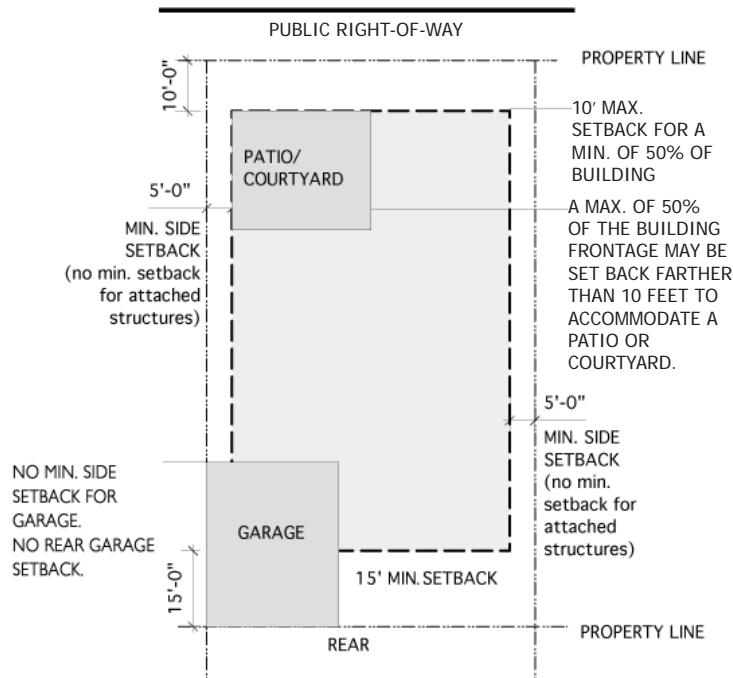 PUBLIC RIGHT-OF-WAY
PROPERTY LINE
10'-0"
10' MAX.
SETBACK FOR A
MIN. OF 50% OF
BUILDING
PATIO/
COURTYARD
5'-0"
MIN. SIDE
SETBACK
(no min. setback
for attached
structures)
A MAX. OF 50%
OF THE BUILDING
FRONTAGE MAY BE
SET BACK FARTHER
THAN 10 FEET TO
ACCOMMODATE A
PATIO OR
COURTYARD.
5'-0"
MIN. SIDE
SETBACK
(no min.
setback for
attached
structures)
NO MIN. SIDE
SETBACK FOR
GARAGE.
NO REAR GARAGE
SETBACK.
GARAGE
15'-0"
15' MIN. SETBACK
PROPERTY LINE
REAR